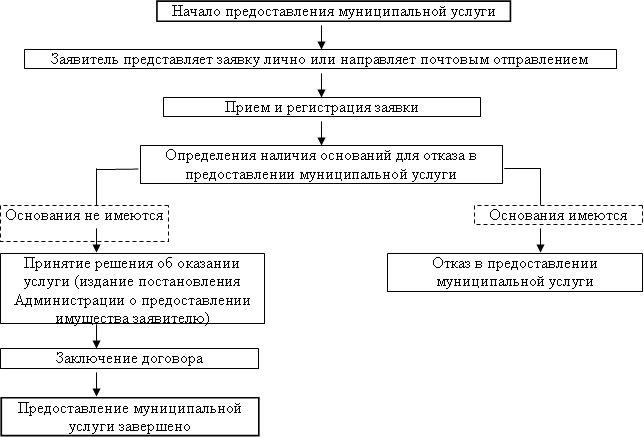 Начало предоставления муниципальной услуги
Заявитель представляет заявку лично или направляет почтовым отправлением
Прием и регистрация заявки
Определения наличия оснований для отказа в
предоставлении муниципальной услуги
Основания не имеются
Основания имеются
Принятие решения об оказании
услуги (издание постановления
Администрации о предоставлении
имущества заявителю)
Отказ в предоставлении
муниципальной услуги
Заключение договора
Предоставление муниципальной
услуги завершено